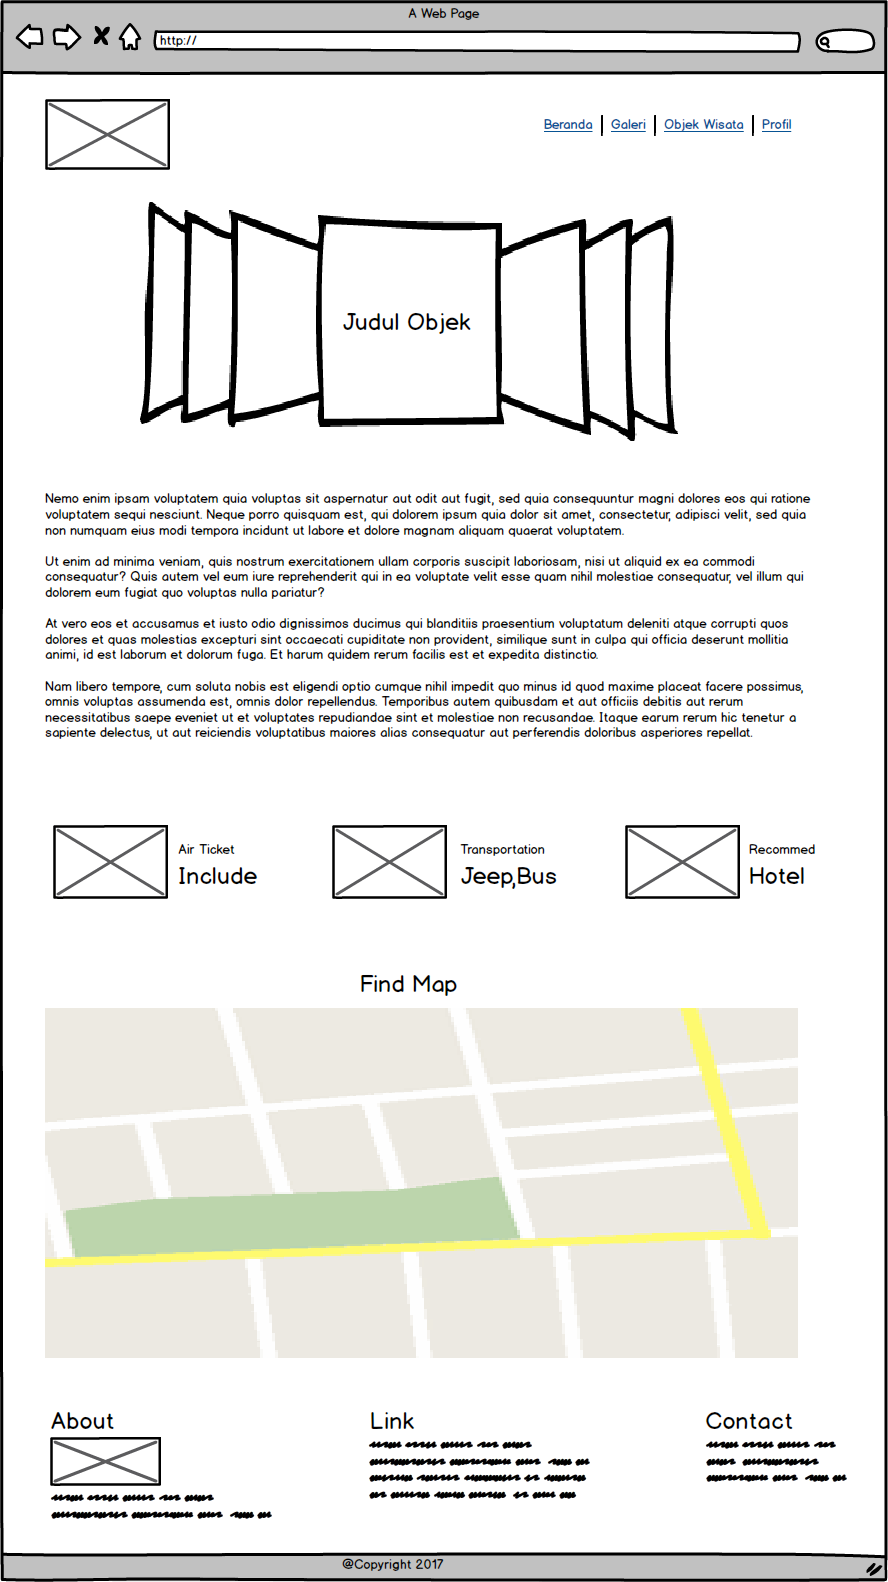 A Web Page
http://
Beranda Galeri Objek Wisata Profil
Judul Objek
Nemo enim ipsam voluptatem quia voluptas sit aspernatur aut odit aut fugit, sed quia consequuntur magni dolores eos qui ratione
voluptatem sequi nesciunt. Neque porro quisquam est, qui dolorem ipsum quia dolor sit amet, consectetur, adipisci velit, sed quia
non numquam eius modi tempora incidunt ut labore et dolore magnam aliquam quaerat voluptatem.
Ut enim ad minima veniam, quis nostrum exercitationem ullam corporis suscipit laboriosam, nisi ut aliquid ex ea commodi
consequatur? Quis autem vel eum iure reprehenderit qui in ea voluptate velit esse quam nihil molestiae consequatur, vel illum qui
dolorem eum fugiat quo voluptas nulla pariatur?
At vero eos et accusamus et iusto odio dignissimos ducimus qui blanditiis praesentium voluptatum deleniti atque corrupti quos
dolores et quas molestias excepturi sint occaecati cupiditate non provident, similique sunt in culpa qui officia deserunt mollitia
animi, id est laborum et dolorum fuga. Et harum quidem rerum facilis est et expedita distinctio.
Nam libero tempore, cum soluta nobis est eligendi optio cumque nihil impedit quo minus id quod maxime placeat facere possimus,
omnis voluptas assumenda est, omnis dolor repellendus. Temporibus autem quibusdam et aut officiis debitis aut rerum
necessitatibus saepe eveniet ut et voluptates repudiandae sint et molestiae non recusandae. Itaque earum rerum hic tenetur a
sapiente delectus, ut aut reiciendis voluptatibus maiores alias consequatur aut perferendis doloribus asperiores repellat.
Air Ticket
Include
Transportation
Jeep,Bus
Recommed
Hotel
Find Map
About
Link
Contact
@Copyright 2017